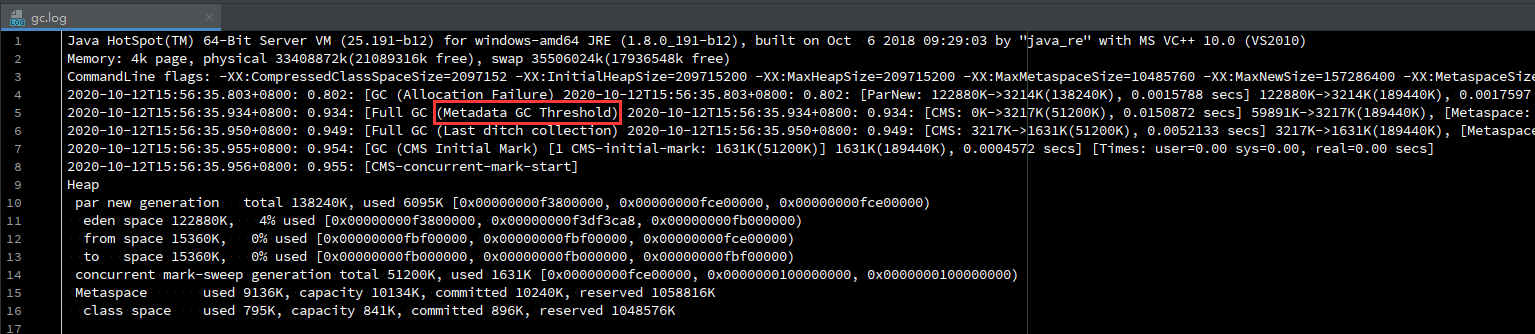 gc.log
1 Java HotSpot(TM) 64-Bit Server VM (25.191-b12) for windows-amd64 JRE (1.8.0_191-b12), built on Oct  6 2018 09:29:03 by "java_re" with MS VC++ 10.0 (VS2010)
2 Memory: 4k page, physical 33408872k(21089316k free), swap 35506024k(17936548k free)
3 CommandLine flags: -XX:CompressedClassSpaceSize=2097152 -XX:InitialHeapSize=209715200 -XX:MaxHeapSize=209715200 -XX:MaxMetaspaceSize=10485760 -XX:MaxNewSize=157286400 -XX:MetaspaceSize
4 2020-10-12T15:56:35.803+0800: 0.802: [GC (Allocation Failure) 2020-10-12T15:56:35.803+0800: 0.802: [ParNew: 122880K->3214K(138240K), 0.0015788 secs] 122880K->3214K(189440K), 0.0017597
5 2020-10-12T15:56:35.934+0800: 0.934: [Full GC (Metadata GC Threshold) 2020-10-12T15:56:35.934+0800: 0.934: [CMS: 0K->3217K(51200K), 0.0150872 secs] 59891K->3217K(189440K), [Metaspace:
6 2020-10-12T15:56:35.950+0800: 0.949: [Full GC (Last ditch collection) 2020-10-12T15:56:35.950+0800: 0.949: [CMS: 3217K->1631K(51200K), 0.0052133 secs] 3217K->1631K(189440K), [Metaspac
7 2020-10-12T15:56:35.955+0800: 0.954: [GC (CMS Initial Mark) [1 CMS-initial-mark: 1631K(51200K)] 1631K(189440K), 0.0004572 secs] [Times: user=0.00 sys=0.00, real=0.00 secs]
8 2020-10-12T15:56:35.956+0800: 0.955: [CMS-concurrent-mark-start]
9 Heap
10 par new generation   total 138240K, used 6095K [0x00000000f3800000, 0x00000000fce00000, 0x00000000fce00000)
11 eden space 122880K,   4% used [0x00000000f3800000, 0x00000000f3df3ca8, 0x00000000fb000000)
12 from space 15360K,   0% used [0x00000000fbf00000, 0x00000000fbf00000, 0x00000000fce00000)
13 to   space 15360K,   0% used [0x00000000fb000000, 0x00000000fb000000, 0x00000000fbf00000)
14 concurrent mark-sweep generation total 51200K, used 1631K [0x00000000fce00000, 0x0000000100000000, 0x0000000100000000)
15 Metaspace       used 9136K, capacity 10134K, committed 10240K, reserved 1058816K
16 class space    used 795K, capacity 841K, committed 896K, reserved 1048576K
17